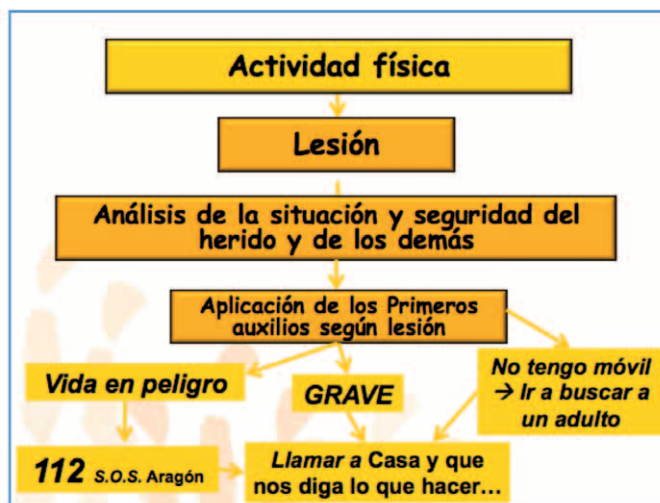 Actividad física
Lesión
Análisis de la situación y seguridad del
herido y de los demás
Aplicación de los Primeros
auxilios según lesión
Vida en peligro
GRAVE
No tengo móvil
→ Ir a buscar a
un adulto
112 S.O.S. Aragón
Llamar a Casa y que
nos diga lo que hacer...